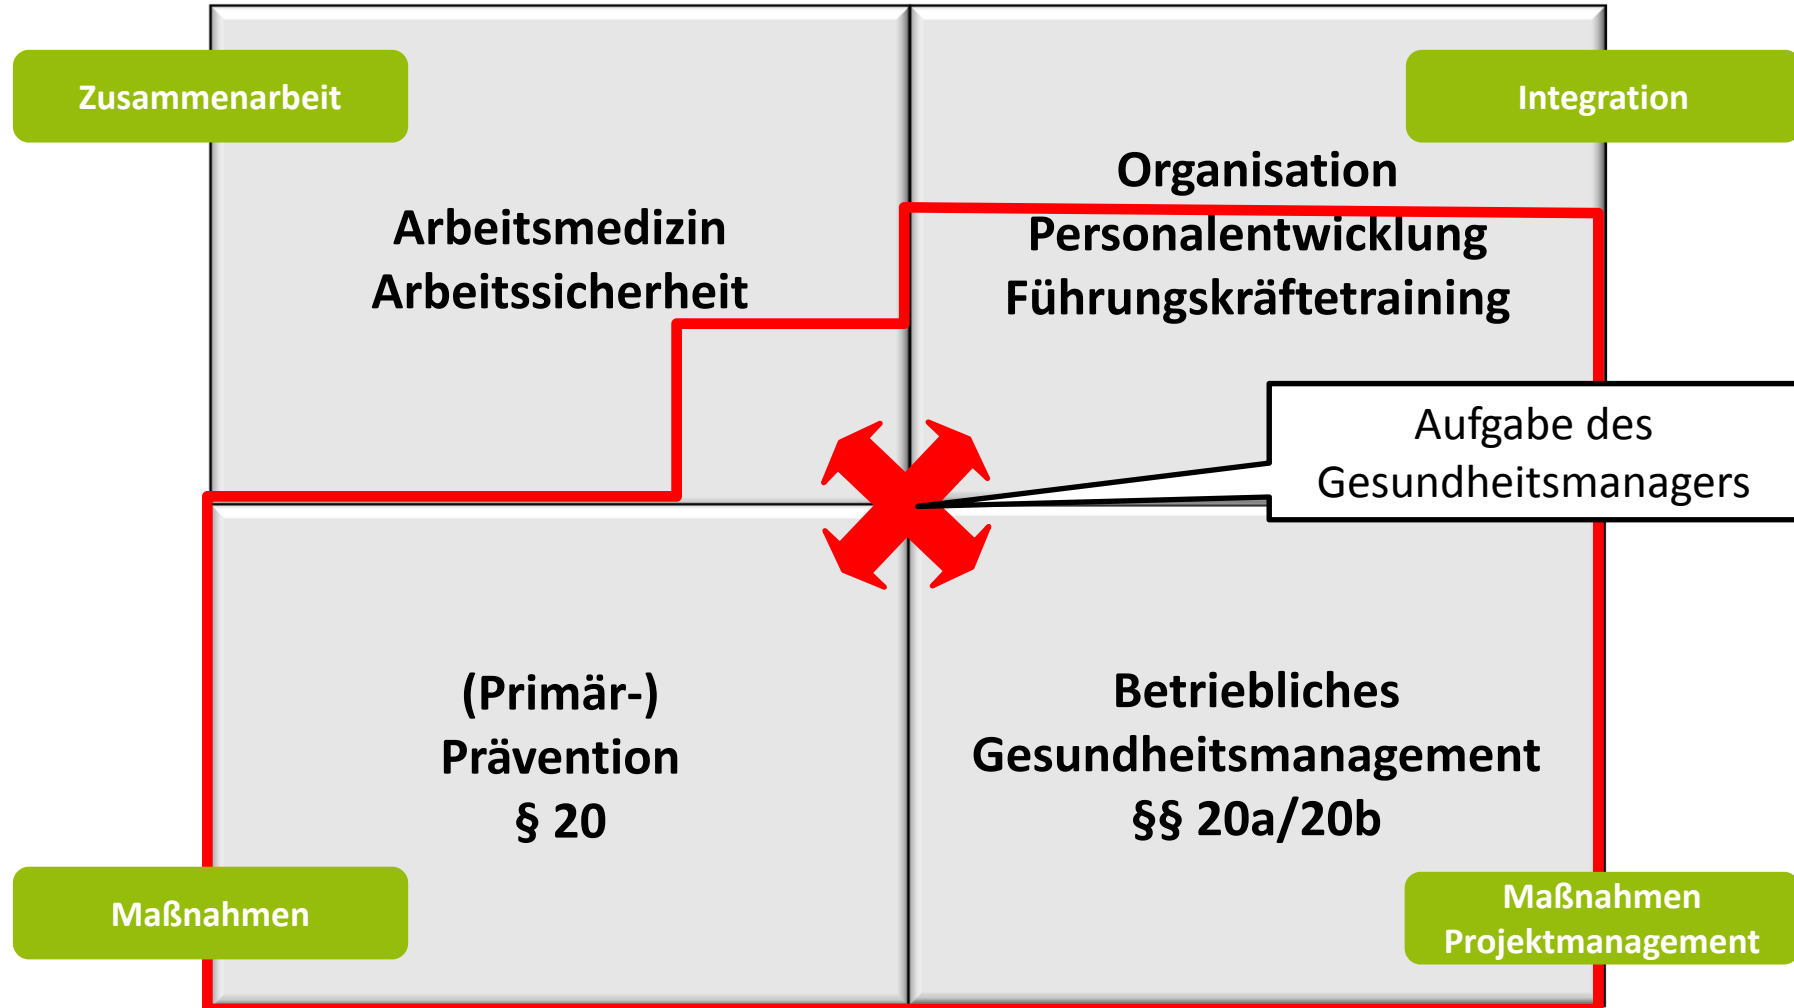 Zusammenarbeit
Integration
Arbeitsmedizin
Arbeitssicherheit
Organisation
Personalentwicklung
Führungskräftetraining
Aufgabe des
Gesundheitsmanagers
(Primär-)
Prävention
§ 20
Betriebliches
Gesundheitsmanagement
§§ 20a/20b
Maßnahmen
Maßnahmen
Projektmanagement